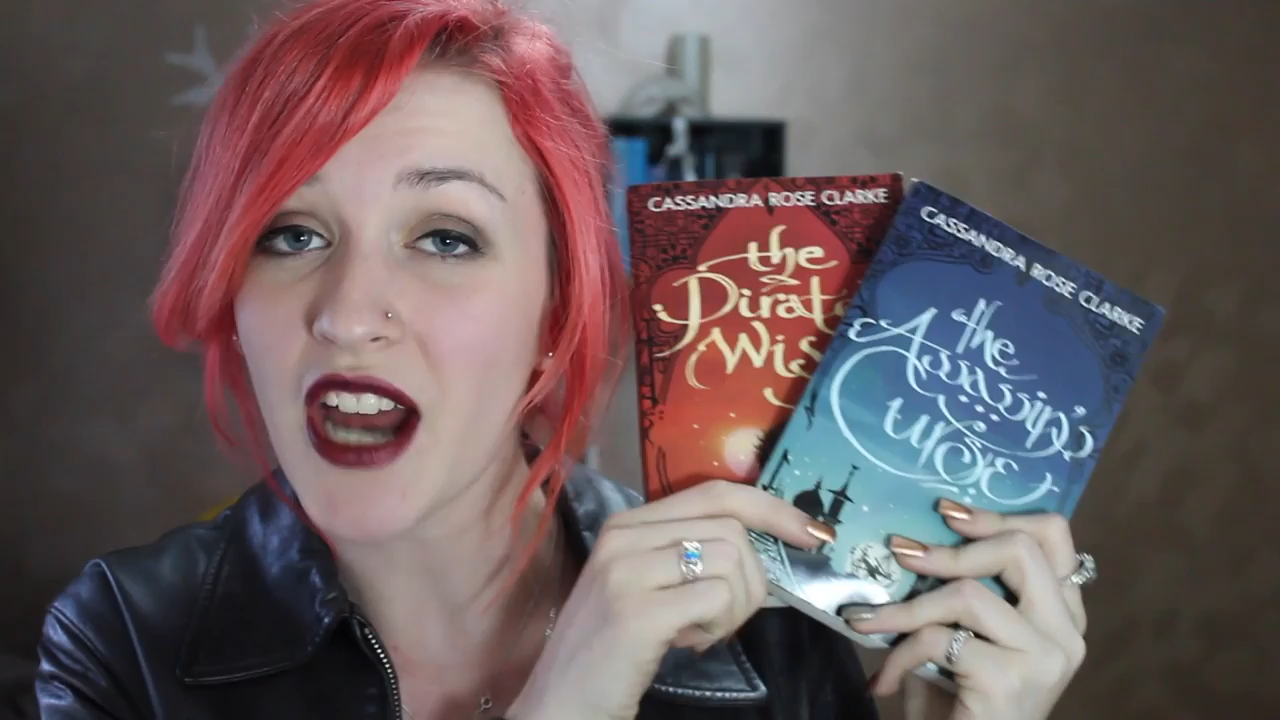 CASSANDRA ROSE CLARKE
the
Pirate
Wis
CASSANDRA ROSE CLARKE
the
Assassin's
Curse